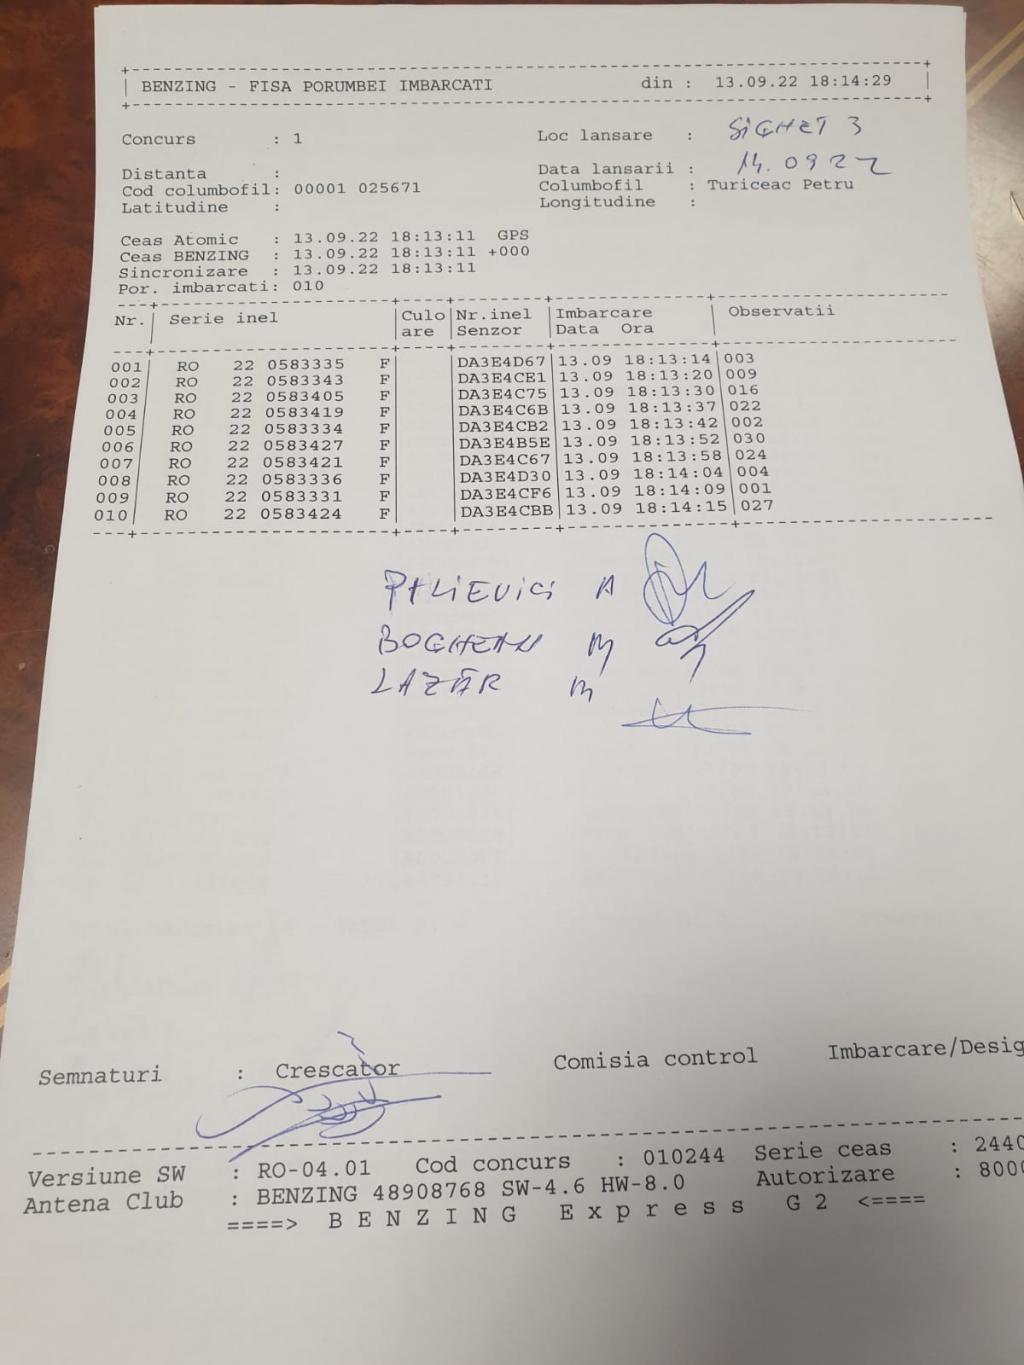 BENZING - FISA PORUMBEI IMBARCATI din : 13.09.22 18:14:29
Concurs : 1 Loc lansare : SIGHET 3
Distanta : Data lansarii : 14.09 22
Cod columbofil: 00001 025671 Columbofil : Turiceac Petru
Latitudine : Longitudine :
Ceas Atomic : 13.09.22 18:13:11 GPS
Ceas BENZING : 13.09.22 18:13:11 +000
Sincronizare : 13.09.22 18:13:11
Por. imbarcati: 010
Nr. Serie inel Culo Nr.inel Imbarcare Observatii
are Senzor Data Ora
001 RO 22 0583335 F DA3E4D67 13.09 18:13:14 003
002 RO 22 0583343 F DA3E4CE1 13.09 18:13:20 009
003 RO 22 0583405 F DA3E4C75 13.09 18:13:30 016
004 RO 22 0583419 F DA3E4C6B 13.09 18:13:37 022
005 RO 22 0583334 F DA3E4CB2 13.09 18:13:42 002
006 RO 22 0583427 F DA3E4B5E 13.09 18:13:52 030
007 RO 22 0583421 F DA3E4C67 13.09 18:13:58 024
008 RO 22 0583336 F DA3E4D30 13.09 18:14:04 004
009 RO 22 0583331 F DA3E4CF6 13.09 18:14:09 001
010 RO 22 0583424 F DA3E4CBB 13.09 18:14:15 027
A
BOGHEAN M
LAZĂR M
Semnaturi : Crescator Comisia control Imbarcare/Desig
Versiune SW : RO-04.01 Cod concurs : 010244 Serie ceas : 2440
Antena Club : BENZING 48908768 SW-4.6 HW-8.0 Autorizare : 8000
====> B E N Z I N G E x p r e s s G 2 <====